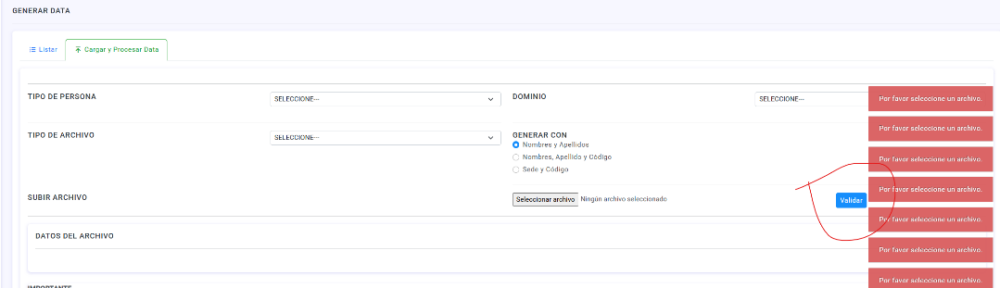 GENERAR DATA
Listar
Cargar y Procesar Data
TIPO DE PERSONA
SELECCIONE---
DOMINIO
SELECCIONE---
Por favor seleccione un archivo.
Por favor seleccione un archivo.
TIPO DE ARCHIVO
SELECCIONE---
GENERAR CON
Nombres y Apellidos
Nombres, Apellido y Código
Sede y Código
Por favor seleccione un archivo.
Por favor seleccione un archivo.
SUBIR ARCHIVO
Seleccionar archivo
Ningún archivo seleccionado
Validar
Por favor seleccione un archivo.
DATOS DEL ARCHIVO
Por favor seleccione un archivo.
Por favor seleccione un archivo.
IMPORTANTE